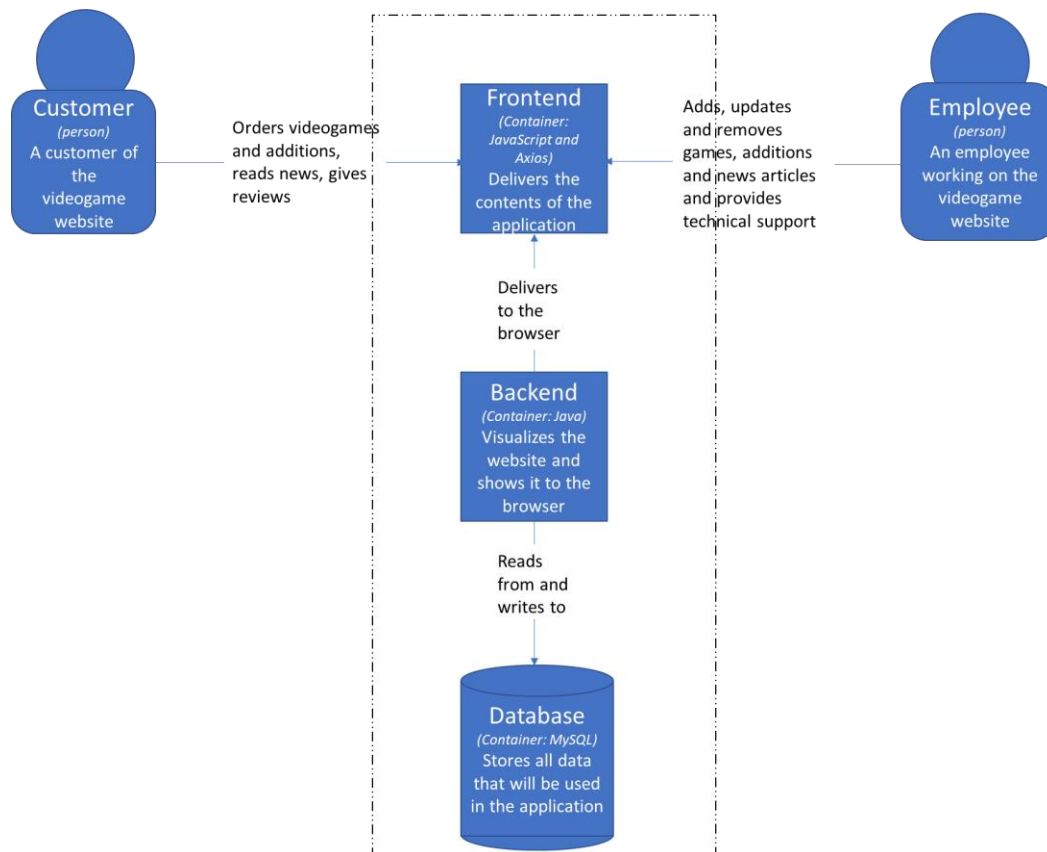 Customer
(person)
A customer of
the
videogame
website
Orders videogames
and additions,
reads news, gives
reviews
Frontend
(Container:
JavaScript and
Axios)
Delivers the
contents of the
application
Adds, updates
and removes
games, additions
and news articles
and provides
technical support
Employee
(person)
An employee
working on the
videogame
website
Delivers
to the
browser
Backend
(Container: Java)
Visualizes the
website and
shows it to the
browser
Reads
from and
writes to
Database
(Container: MySQL)
Stores all data
that will be used
in the application